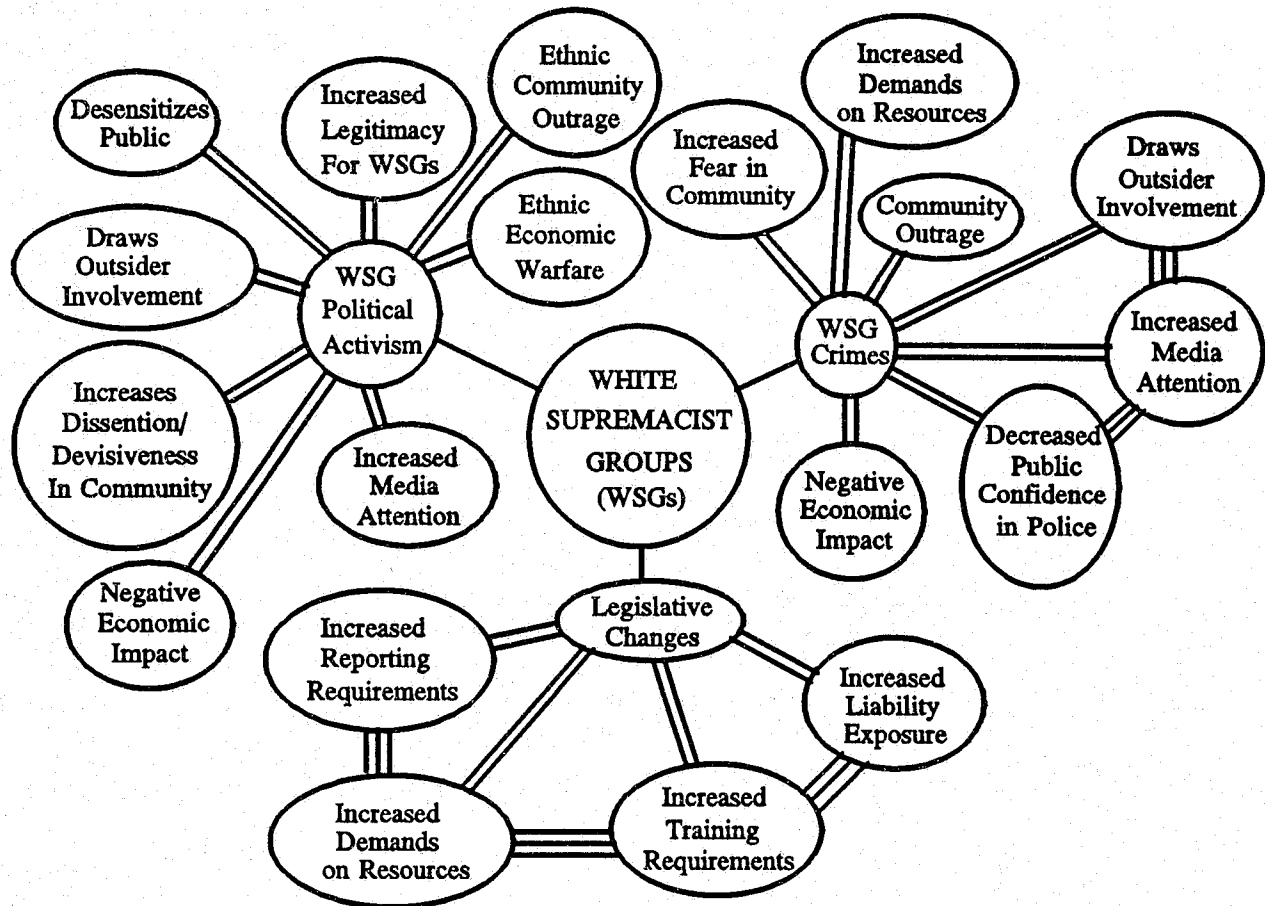 Desensitizes
Public
Increased
Legitimacy
For WSGs
Ethnic
Community
Outrage
Ethnic
Economic
Warfare
Draws
Outsider
Involvement
WSG
Political
Activism
Increases
Dissention/
Devisiveness
In Community
Increased
Media
Attention
Negative
Economic
Impact
WHITE
SUPREMACIST
GROUPS
(WSGs)
Increased
Demands
on Resources
Increased
Fear in
Community
Community
Outrage
Draws
Outsider
Involvement
WSG
Crimes
Increased
Media
Attention
Negative
Economic
Impact
Decreased
Public
Confidence
in Police
Legislative
Changes
Increased
Reporting
Requirements
Increased
Liability
Exposure
Increased
Demands
on Resources
Increased
Training
Requirements